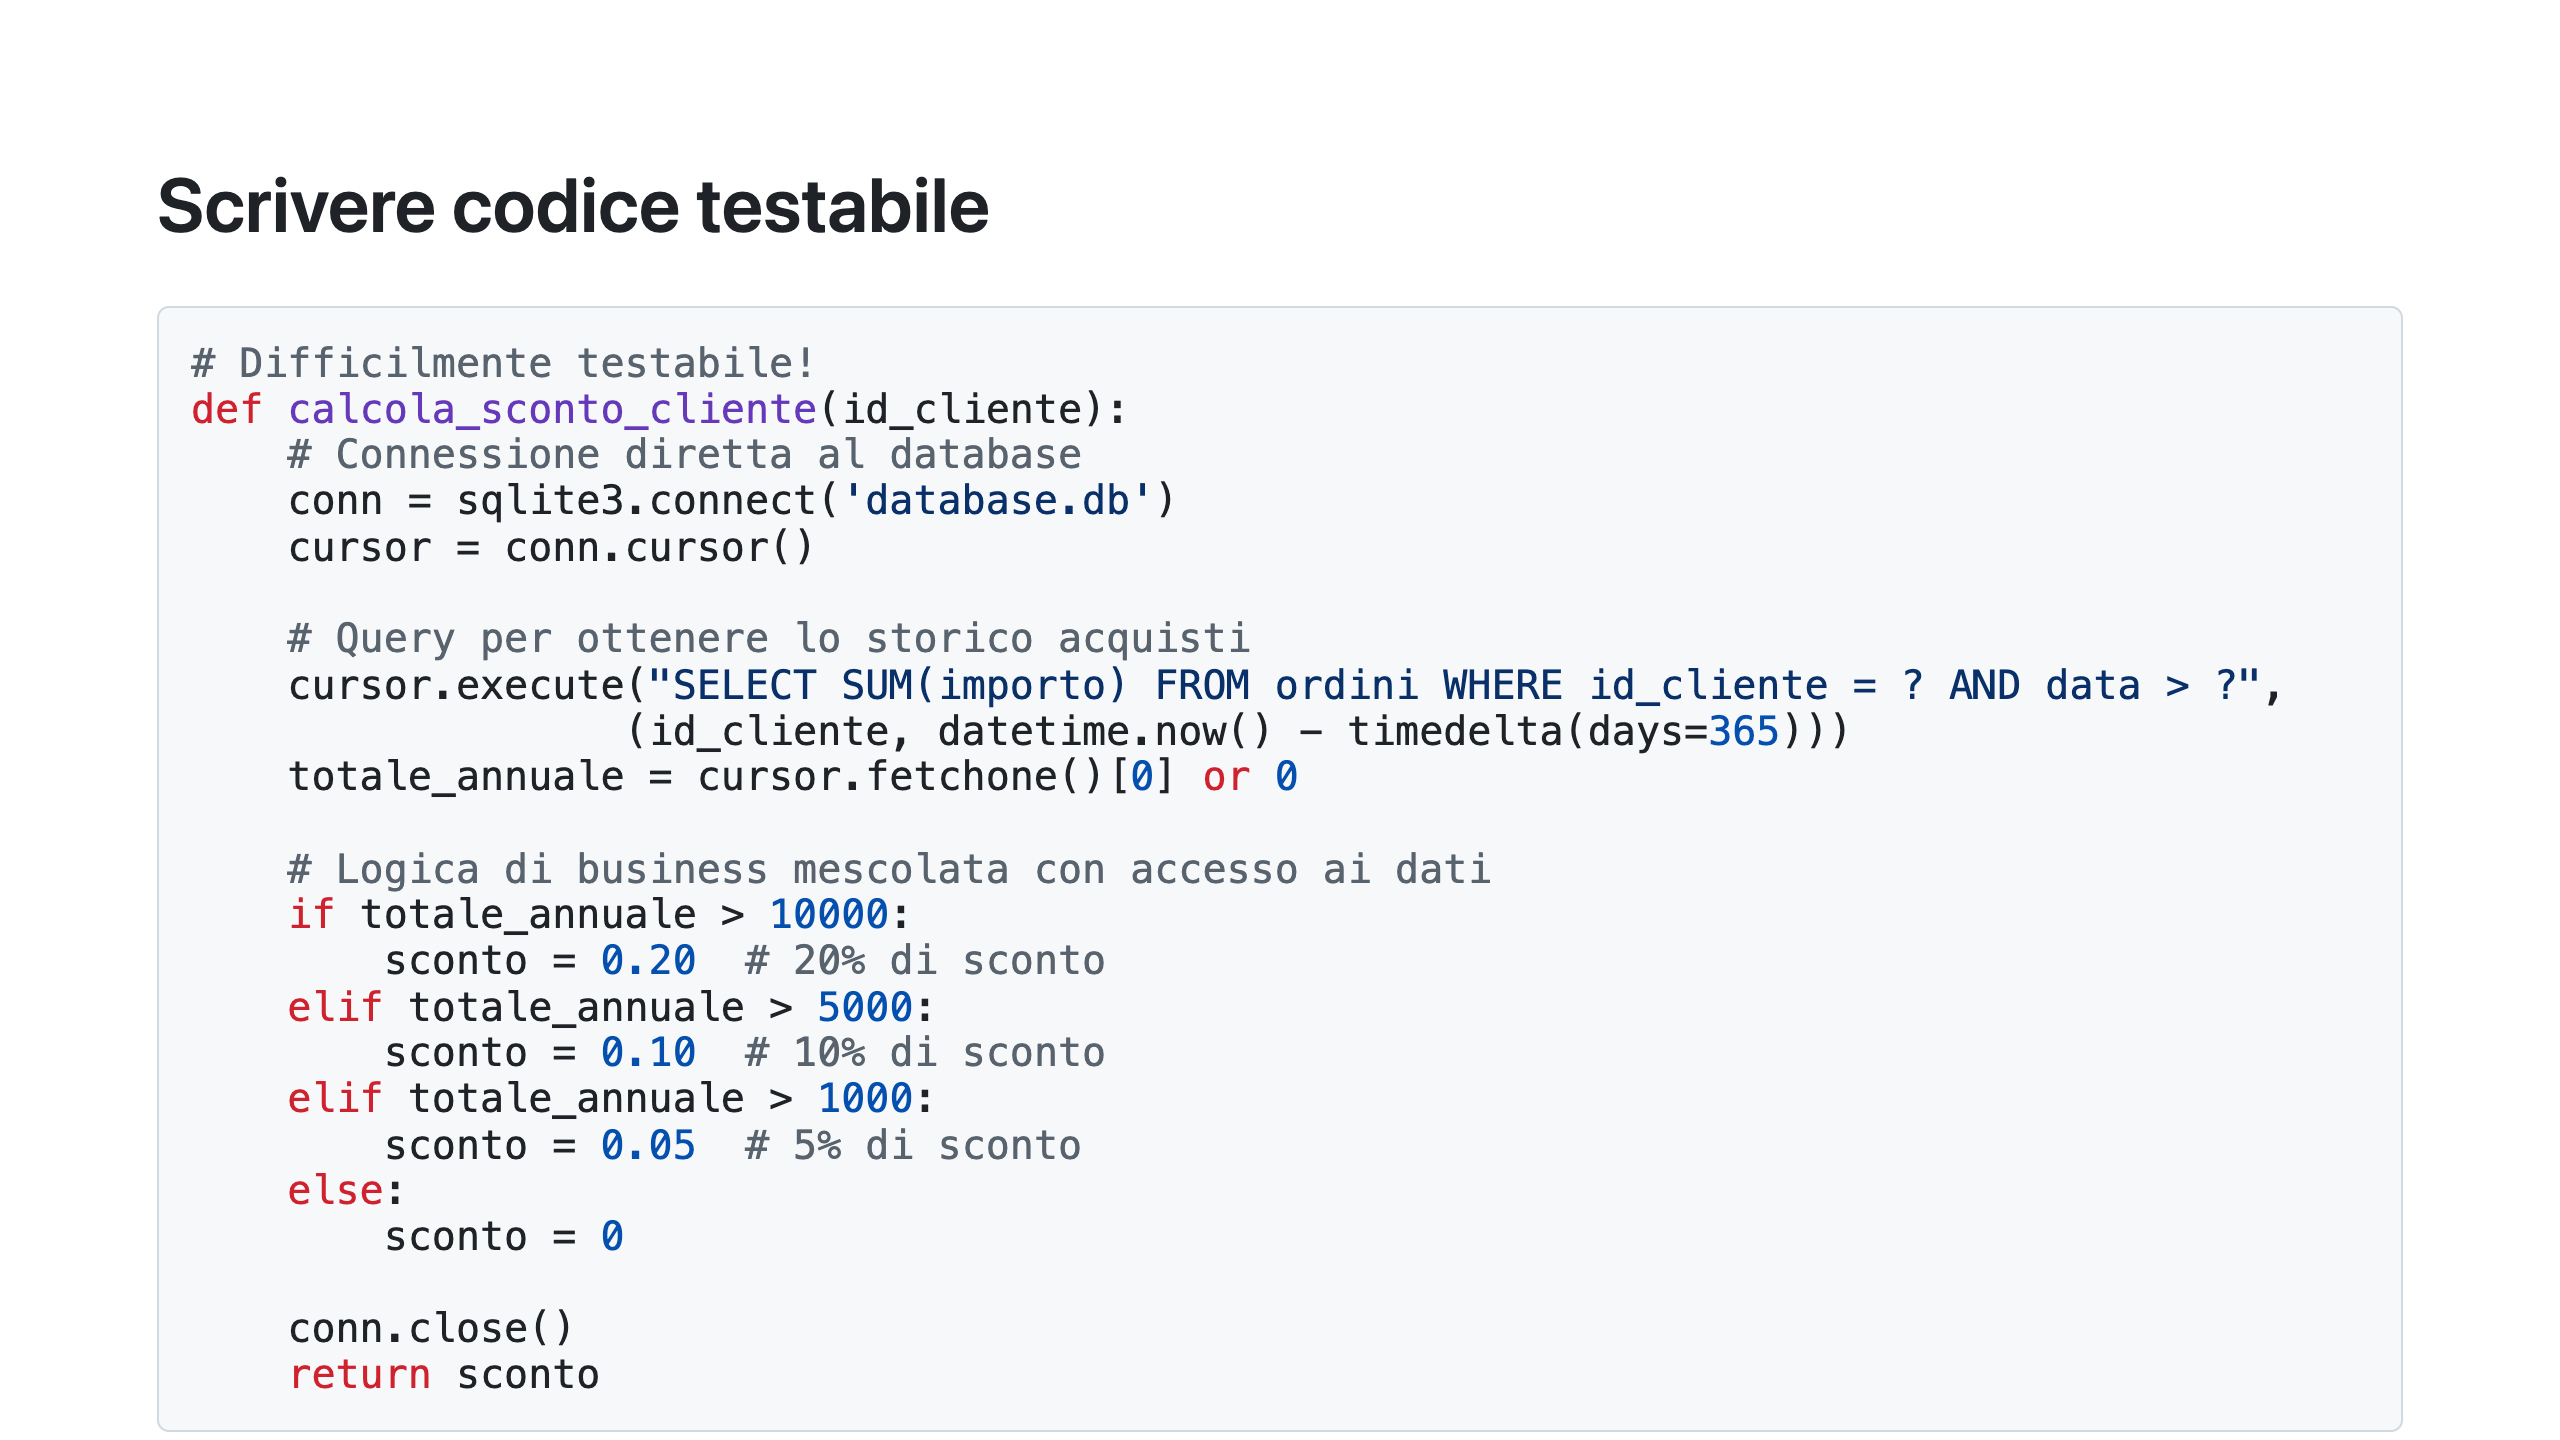 Scrivere codice testabile
# Difficilmente testabile!
def calcola_sconto_cliente(id_cliente):
    # Connessione diretta al database
    conn = sqlite3.connect('database.db')
    cursor = conn.cursor()

    # Query per ottenere lo storico acquisti
    cursor.execute("SELECT SUM(importo) FROM ordini WHERE id_cliente = ? AND data > ?",
                  (id_cliente, datetime.now() - timedelta(days=365)))
    totale_annuale = cursor.fetchone()[0] or 0

    # Logica di business mescolata con accesso ai dati
    if totale_annuale > 10000:
        sconto = 0.20  # 20% di sconto
    elif totale_annuale > 5000:
        sconto = 0.10  # 10% di sconto
    elif totale_annuale > 1000:
        sconto = 0.05  # 5% di sconto
    else:
        sconto = 0

    conn.close()
    return sconto